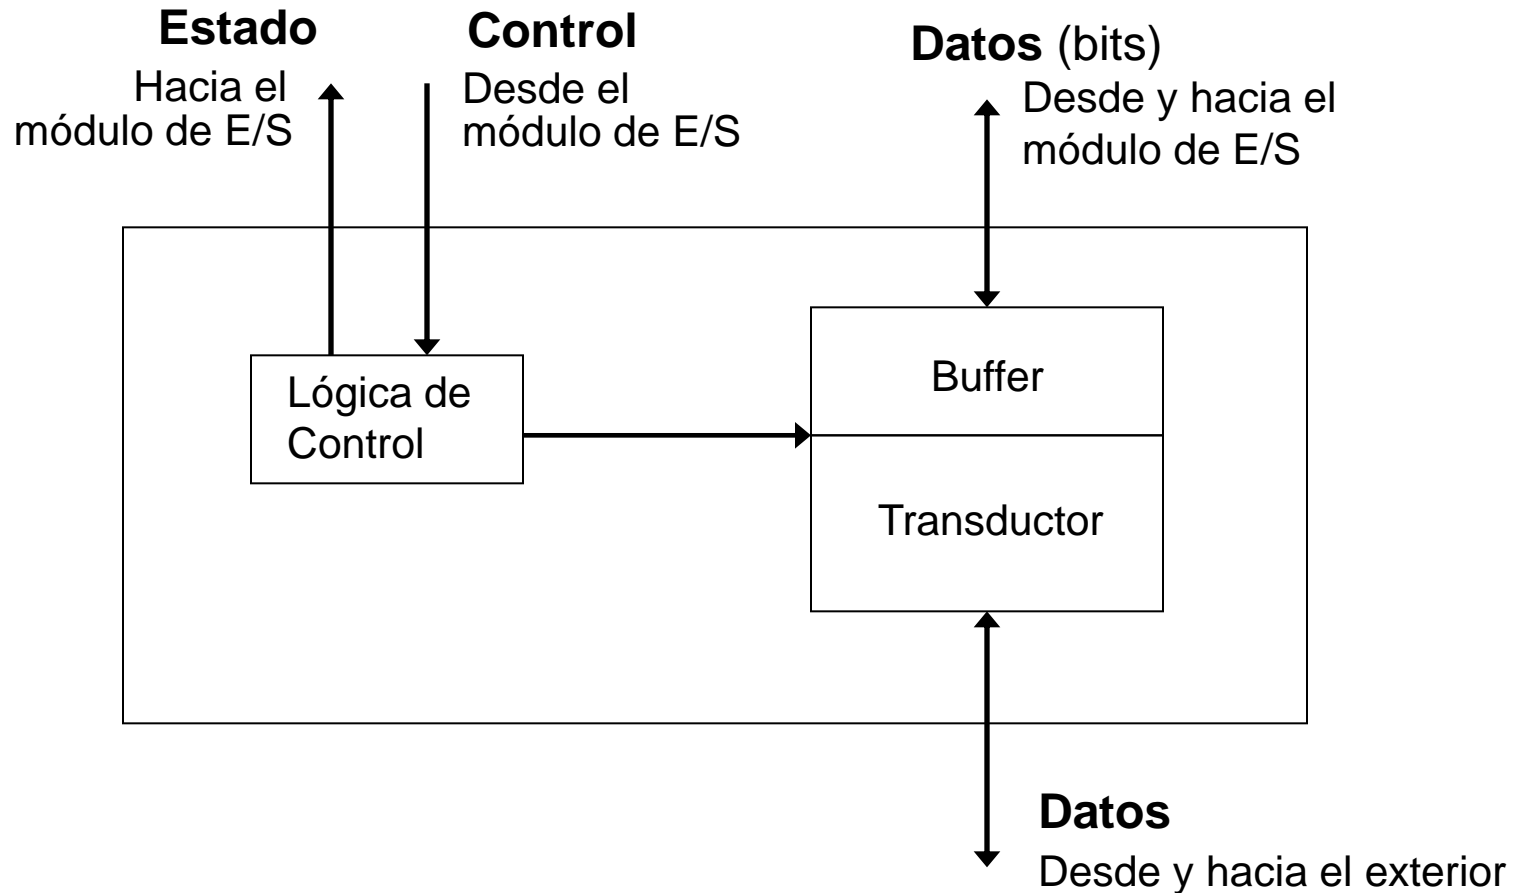 Estado
Hacia el
módulo de E/S
Control
Desde el
módulo de E/S
Datos (bits)
Desde y hacia el
módulo de E/S
Lógica de
Control
Buffer
Transductor
Datos
Desde y hacia el exterior